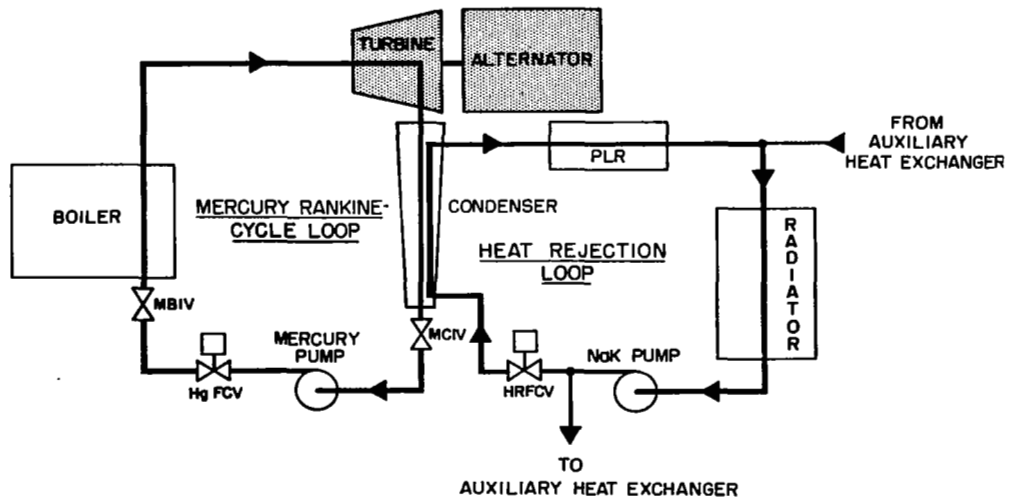 TURBINE
ALTERNATOR
FROM
AUXILIARY
HEAT EXCHANGER
PLR
BOILER
MERCURY RANKINE-
CYCLE LOOP
CONDENSER
HEAT REJECTION
LOOP
RADIATOR
MBIV
MERCURY
PUMP
MCIV
NaK PUMP
Hg FCV
HRFCV
TO
AUXILIARY HEAT EXCHANGER